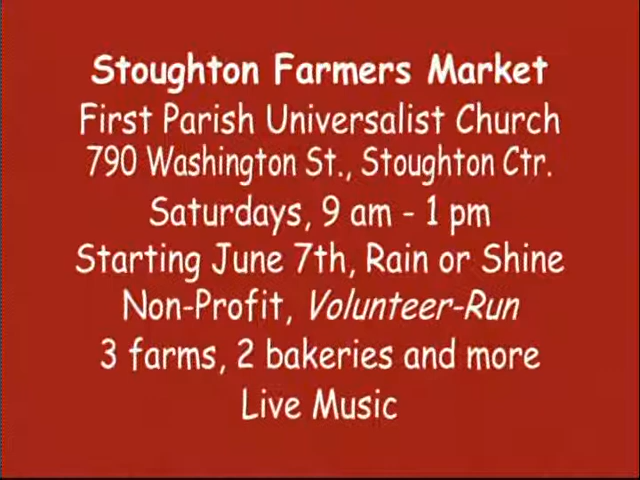 Stoughton Farmers Market
First Parish Universalist Church
790 Washington St., Stoughton Ctr.
Saturdays, 9 am - 1 pm
Starting June 7th, Rain or Shine
Non-Profit, Volunteer-Run
3 farms, 2 bakeries and more
Live Music